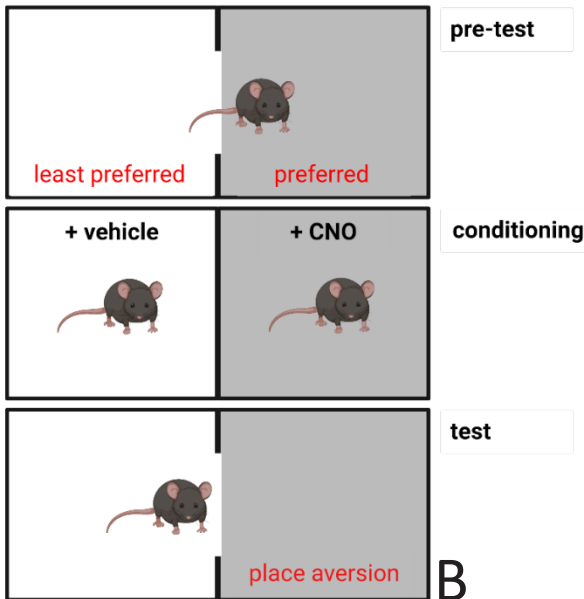 pre-test
least preferred
preferred
+ vehicle
+ CNO
conditioning
test
place aversion
B